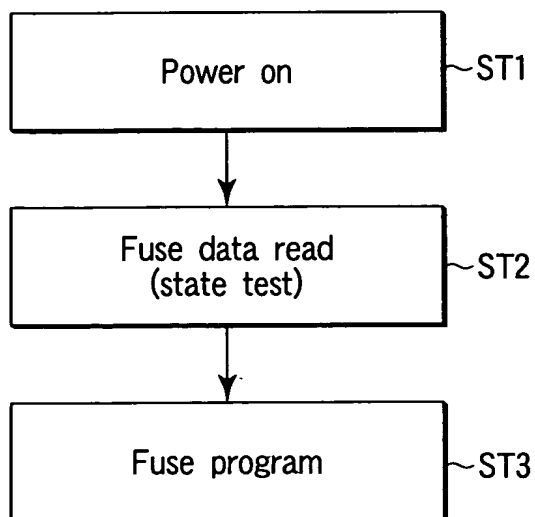 Power on
ST1
Fuse data read
(state test)
ST2
Fuse program
ST3